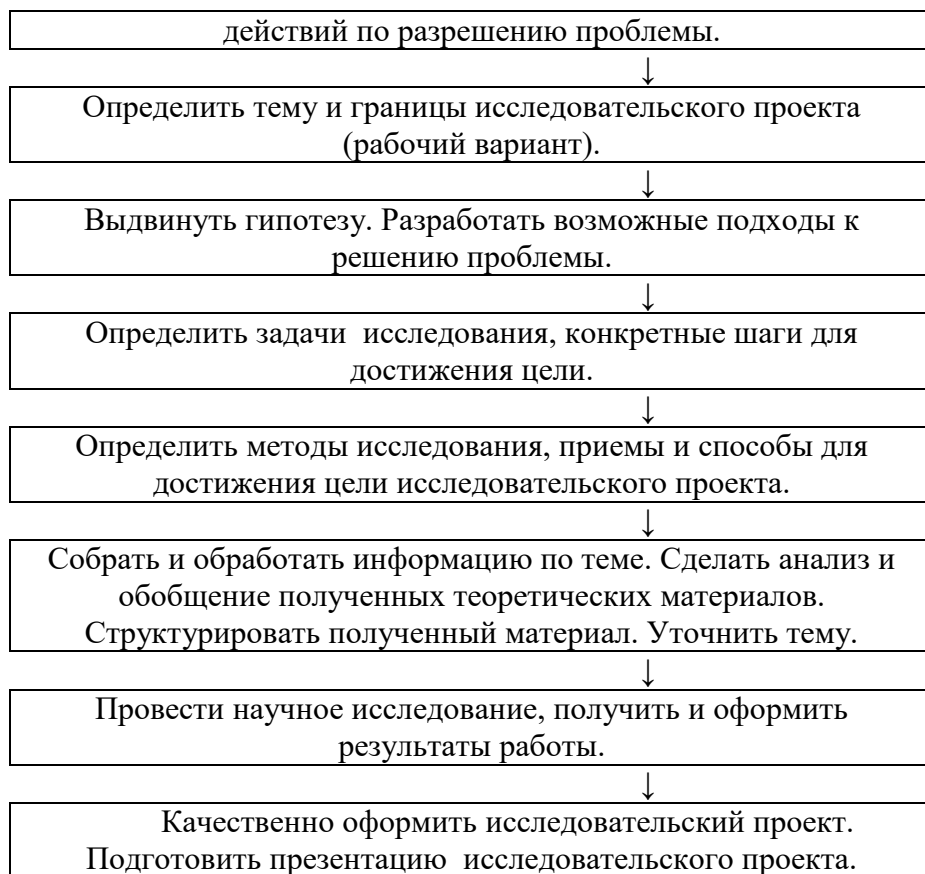 действий по разрешению проблемы.
↓
Определить тему и границы исследовательского проекта
(рабочий вариант).
↓
Выдвинуть гипотезу. Разработать возможные подходы к
решению проблемы.
↓
Определить задачи  исследования, конкретные шаги для
достижения цели.
↓
Определить методы исследования, приемы и способы для
достижения цели исследовательского проекта.
↓
Собрать и обработать информацию по теме. Сделать анализ и
обобщение полученных теоретических материалов.
Структурировать полученный материал. Уточнить тему.
↓
Провести научное исследование, получить и оформить
результаты работы.
↓
Качественно оформить исследовательский проект.
Подготовить презентацию  исследовательского проекта.